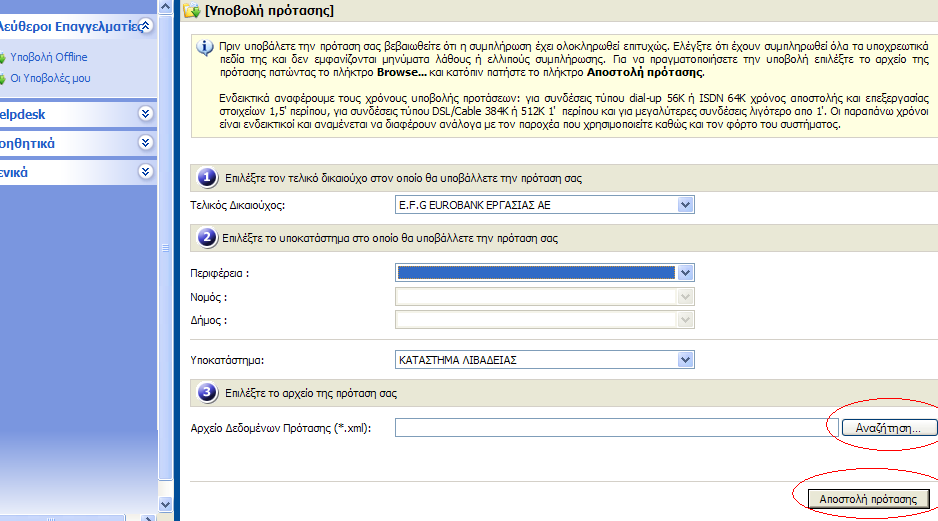 [Υποβολή πρότασης]
λεύθεροι Επαγγελματίες
Υποβολή Offline
Οι Υποβολές μου
elpdesk
οηθητικά
ενικά
Πριν υποβάλετε την πρόταση σας βεβαιωθείτε ότι η συμπλήρωση έχει ολοκληρωθεί επιτυχώς. Ελέγξτε ότι έχουν συμπληρωθεί όλα τα υποχρεωτικά
πεδία της και δεν εμφανίζονται μηνύματα λάθους ή ελλιπούς συμπλήρωσης. Για να πραγματοποιήσετε την υποβολή επιλέξτε το αρχείο της
πρότασης πατώντας το πλήκτρο Browse... και κατόπιν πατήστε το πλήκτρο Αποστολή πρότασης.
Ενδεικτικά αναφέρουμε τους χρόνους υποβολής προτάσεων: για συνδέσεις τύπου dial-up 56K ή ISDN 64K χρόνος αποστολής και επεξεργασίας
στοιχείων 1,5' περίπου, για συνδέσεις τύπου DSL/Cable 384K ή 512K 1' περίπου και για μεγαλύτερες συνδέσεις λιγότερο απο 1'. Οι παραπάνω χρόνοι
είναι ενδεικτικοί και αναμένεται να διαφέρουν ανάλογα με τον παροχέα που χρησιμοποιείτε καθώς και τον φόρτο του συστήματος.
1 Επιλέξτε τον τελικό δικαιούχο στον οποίο θα υποβάλλετε την πρόταση σας
Τελικός Δικαιούχος: E.F.G EUROBANK ΕΡΓΑΣΙΑΣ ΑΕ
2 Επιλέξτε το υποκατάστημα στο οποίο θα υποβάλλετε την πρόταση σας
Περιφέρεια :
Νομός :
Δήμος :
Υποκατάστημα: ΚΑΤΑΣΤΗΜΑ ΛΙΒΑΔΕΙΑΣ
3 Επιλέξτε το αρχείο της πρόταση σας
Αρχείο Δεδομένων Πρότασης (*.xml): Αναζήτηση...
Αποστολή πρότασης